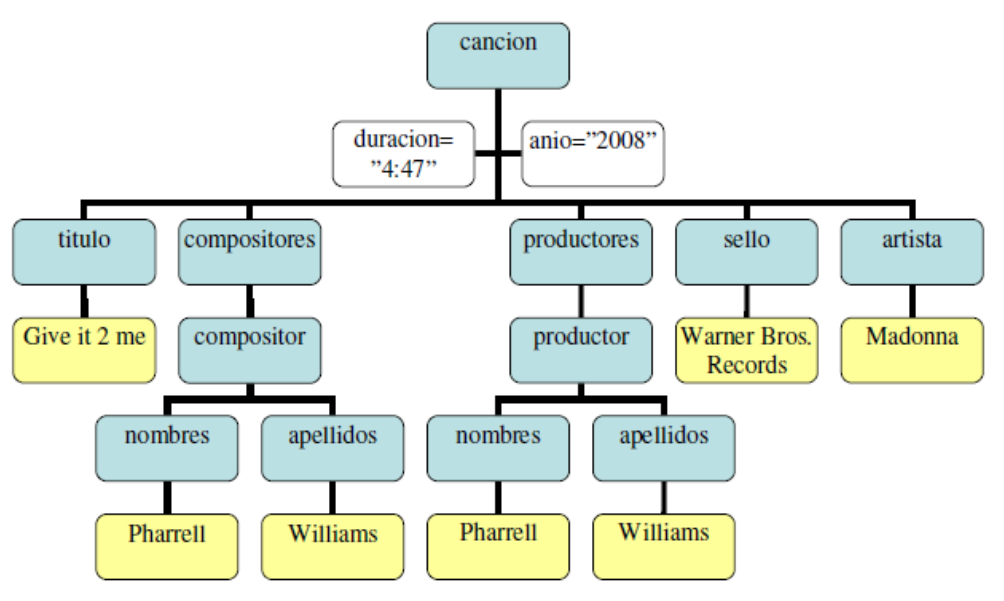 cancion
duracion=
”4:47”
anio=”2008”
titulo
compositores
productores
sello
artista
Give it 2 me
compositor
productor
Warner Bros.
Records
Madonna
nombres
apellidos
nombres
apellidos
Pharrell
Williams
Pharrell
Williams